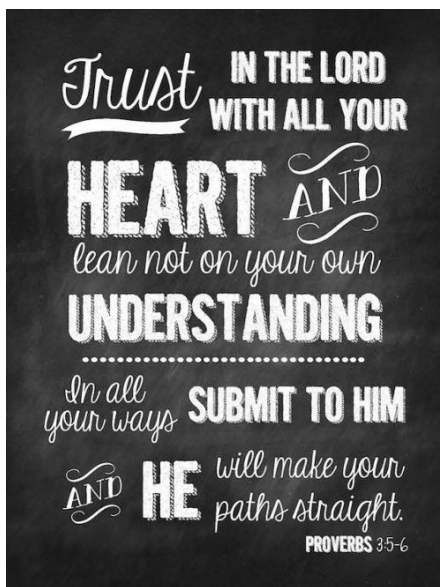 Trust IN THE LORD
WITH ALL YOUR
HEART AND
lean not on your own
UNDERSTANDING
In all
your ways SUBMIT TO HIM
AND HE will make your
paths straight.
PROVERBS 3:5-6